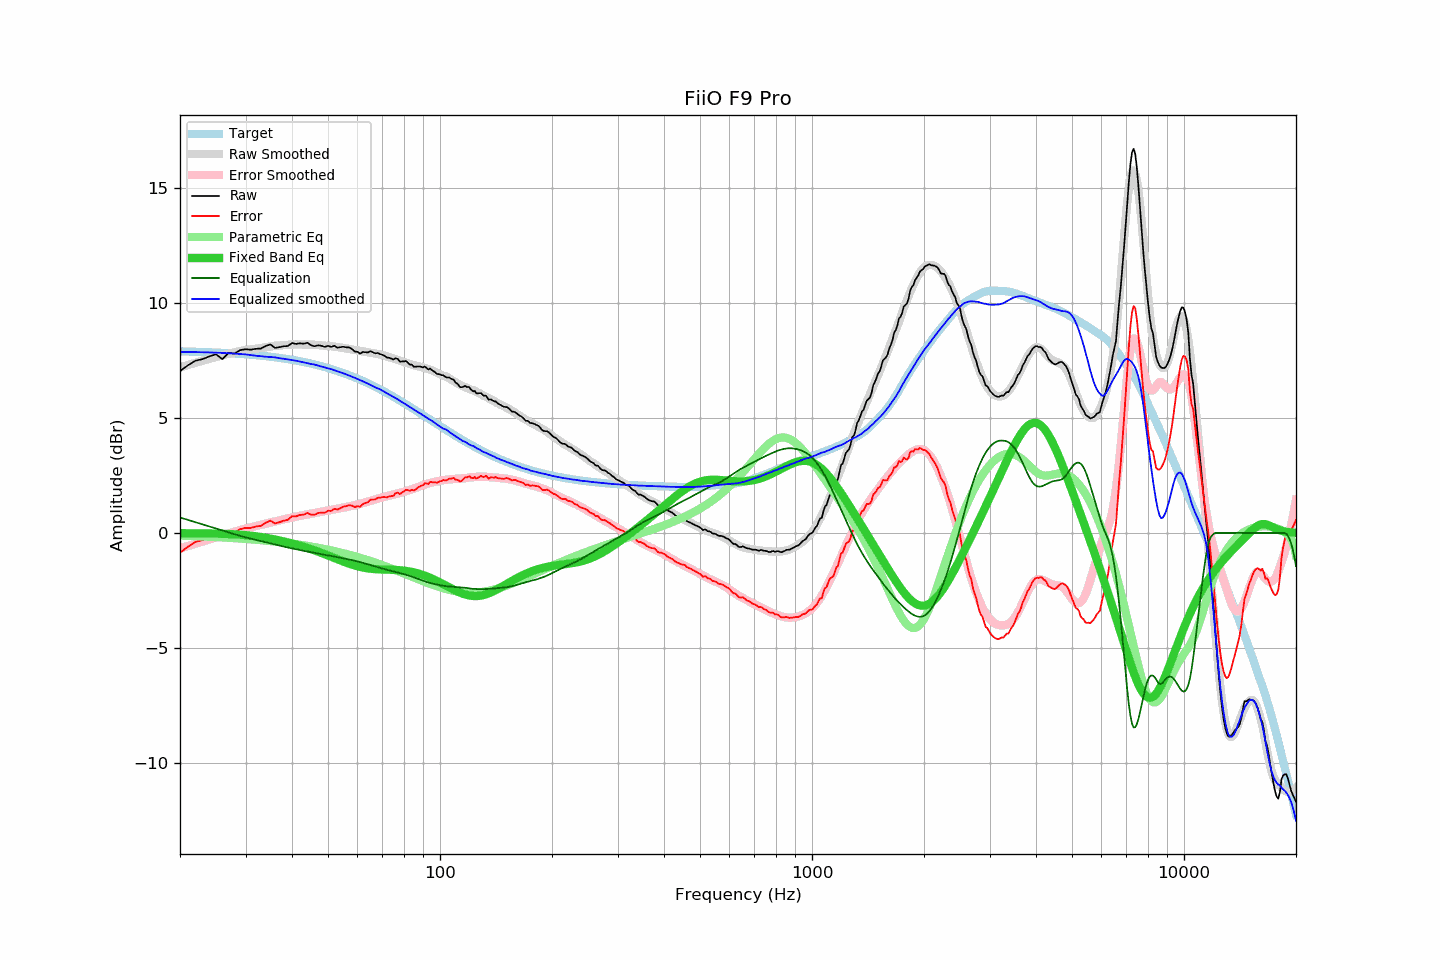 FiiO F9 Pro
Amplitude (dBr)
15
10
5
0
−5
−10
Target
Raw Smoothed
Error Smoothed
Raw
Error
Parametric Eq
Fixed Band Eq
Equalization
Equalized smoothed
100
1000
10000
Frequency (Hz)